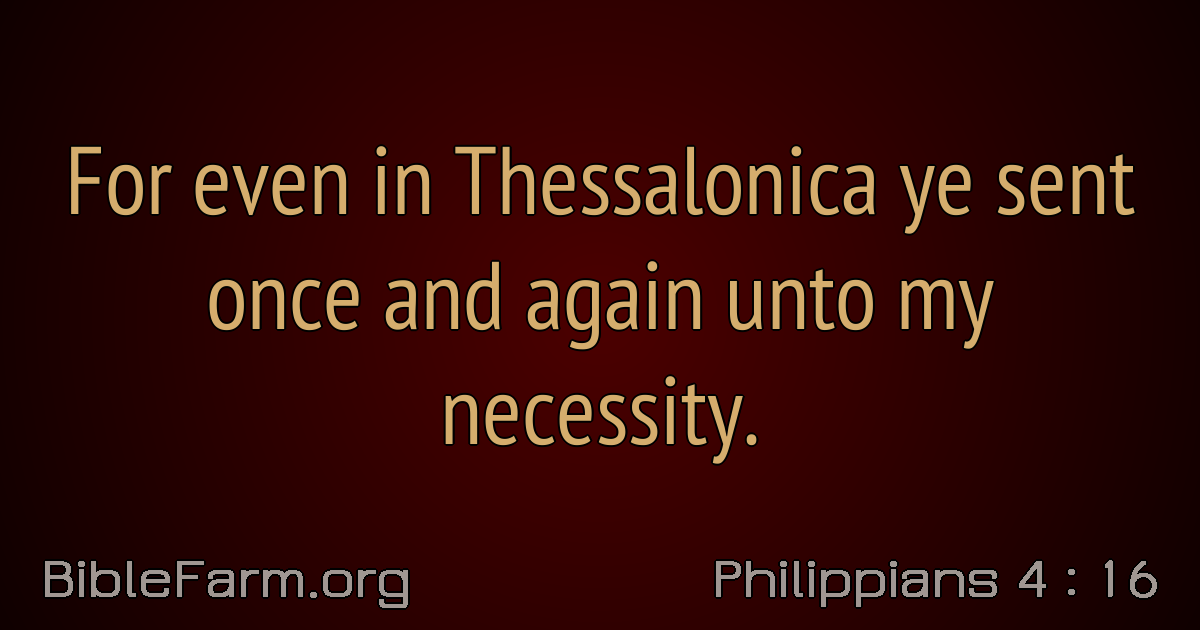 For even in Thessalonica ye sent
once and again unto my
necessity.
BibleFarm.org
Philippians 4 : 16